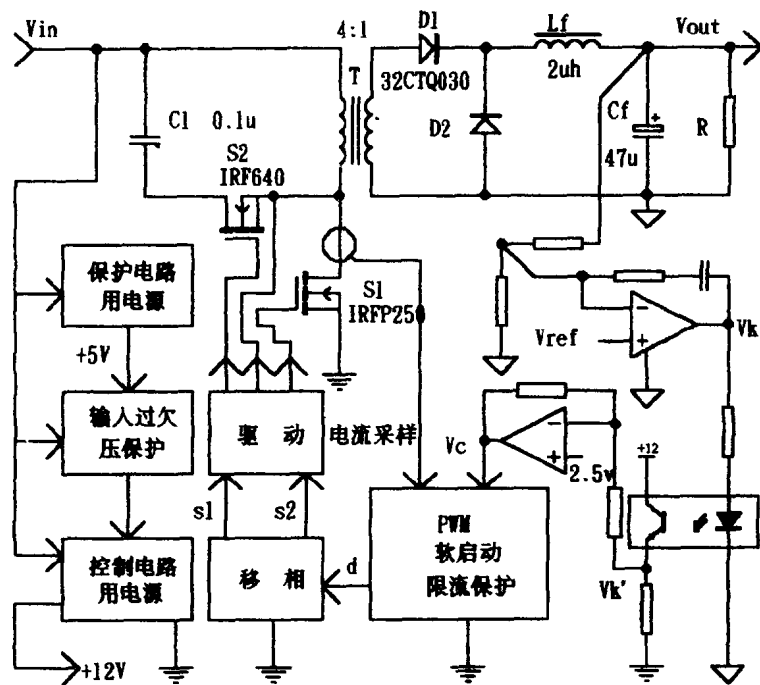 Vin
4:1
D1
Lf
Vout
T
32CTQ030
2uh
C1 0.1u
S2
IRF640
D2
Cf
47u
R
保护电路
用电源
S1
IRFP250
Vref
Vk
+5V
输入过欠
压保护
驱 动
电流采样
Vc
2.5v
+12
s1
s2
PWM
软启动
限流保护
控制电路
用电源
移 相
d
Vk'
+12V